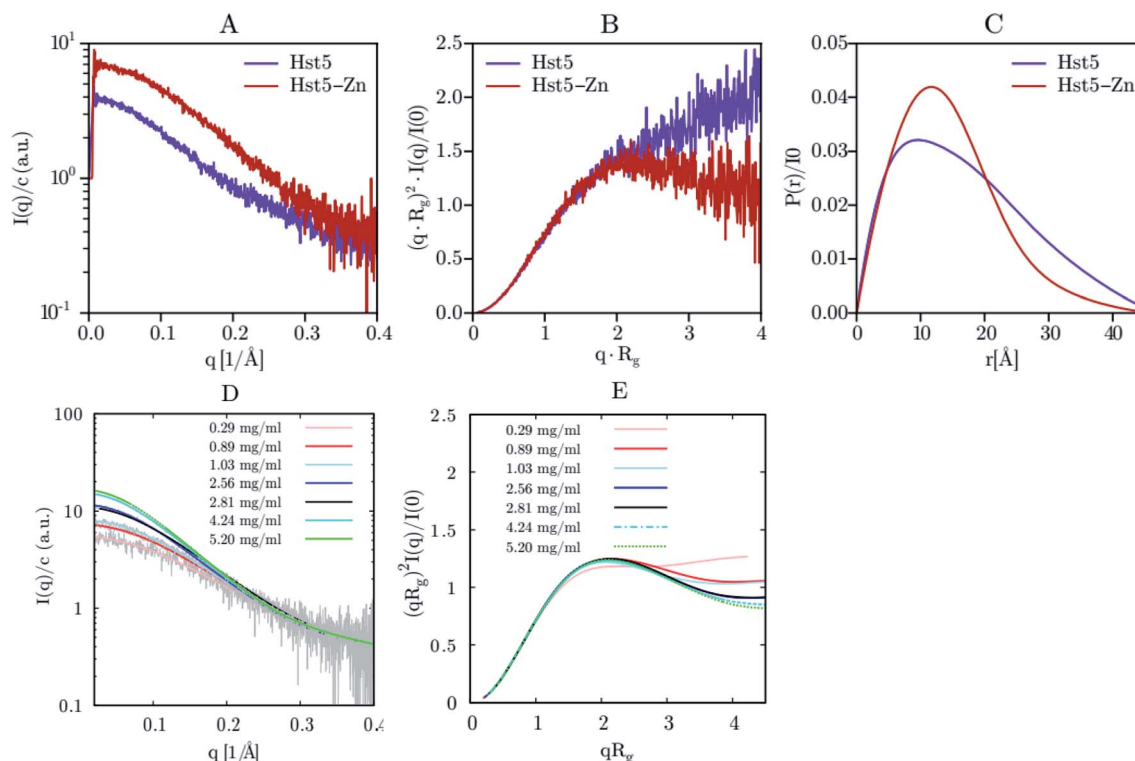 A
10¹
10⁰
10⁻¹
I(q)/c (a.u.)
Hst5
Hst5-Zn
0.0 0.1 0.2 0.3 0.4
q [1/Å]
B
2.5
2.0
1.5
1.0
0.5
0.0
(q·R_g)²·I(q)/I(0)
Hst5
Hst5-Zn
0 1 2 3 4
q·R_g
C
0.05
0.04
0.03
0.02
0.01
0.00
P(r)/10
Hst5
Hst5-Zn
0 10 20 30 40
r[Å]
D
100
10
1
0.1
I(q)/c (a.u.)
0.29 mg/ml
0.89 mg/ml
1.03 mg/ml
2.56 mg/ml
2.81 mg/ml
4.24 mg/ml
5.20 mg/ml
0.1 0.2 0.3 0.4
q [1/Å]
E
2.5
2
1.5
1
0.5
0
(qR_g)²I(q)/I(0)
0.29 mg/ml
0.89 mg/ml
1.03 mg/ml
2.56 mg/ml
2.81 mg/ml
4.24 mg/ml
5.20 mg/ml
0 1 2 3 4
qR_g